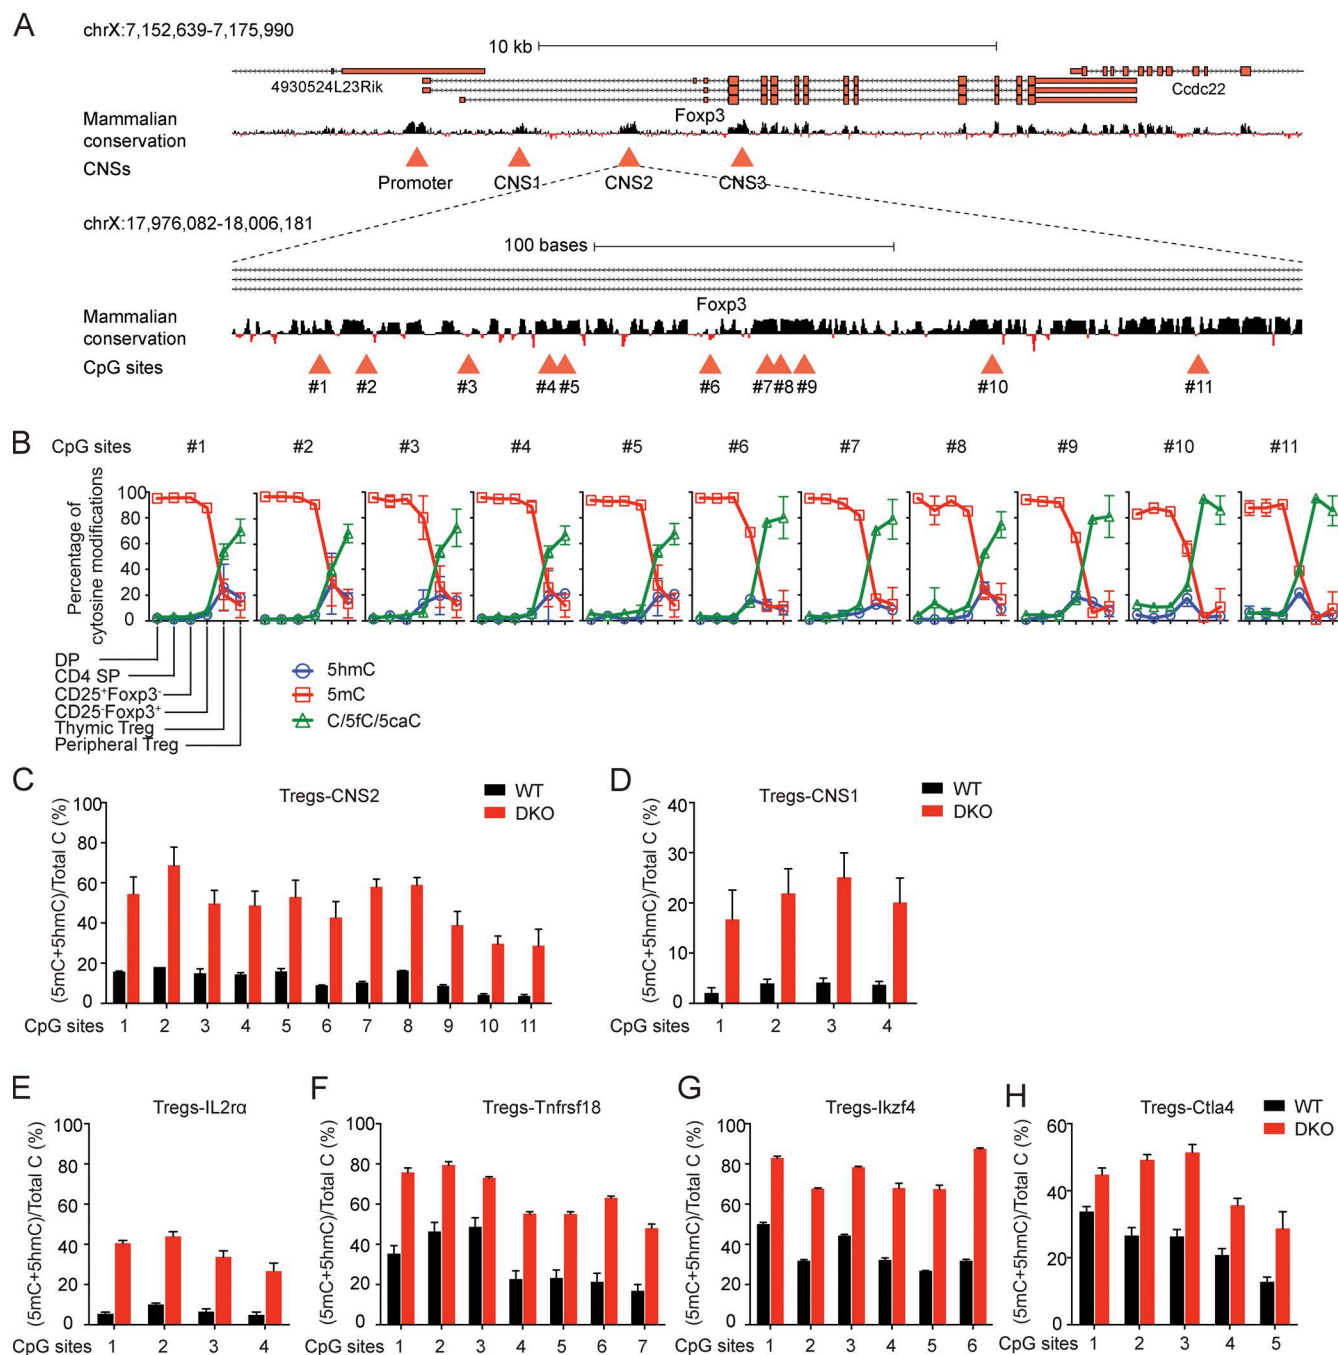 A
chrX:7,152,639-7,175,990
10 kb
4930524L23Rik
Ccdc22
Foxp3
Mammalian
conservation
CNSs
Promoter CNS1 CNS2 CNS3
chrX:17,976,082-18,006,181
100 bases
Foxp3
Mammalian
conservation
CpG sites
#1 #2 #3 #4 #5 #6 #7 #8 #9 #10 #11
B
CpG sites #1 #2 #3 #4 #5 #6 #7 #8 #9 #10 #11
Percentage of
cytosine modifications
100
80
60
40
20
0
DP
CD4 SP
CD25⁺Foxp3⁻
CD25⁻Foxp3⁺
Thymic Treg
Peripheral Treg
5hmC
5mC
C/5fC/5caC
C
Tregs-CNS2
WT
DKO
(5mC+5hmC)/Total C (%)
100
80
60
40
20
0
CpG sites 1 2 3 4 5 6 7 8 9 10 11
D
Tregs-CNS1
WT
DKO
(5mC+5hmC)/Total C (%)
40
30
20
10
0
CpG sites 1 2 3 4
E
Tregs-IL2rα
(5mC+5hmC)/Total C (%)
100
80
60
40
20
0
CpG sites 1 2 3 4
F
Tregs-Tnfrsf18
(5mC+5hmC)/Total C (%)
100
80
60
40
20
0
CpG sites 1 2 3 4 5 6 7
G
Tregs-Ikzf4
(5mC+5hmC)/Total C (%)
100
80
60
40
20
0
CpG sites 1 2 3 4 5 6
H
Tregs-Ctla4
WT
DKO
(5mC+5hmC)/Total C (%)
60
40
20
0
CpG sites 1 2 3 4 5